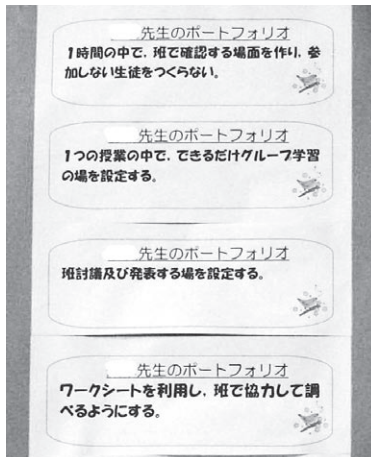 先生のポートフォリオ
1時間の中で，班で確認する場面を作り，参
加しない生徒をつくらない。
先生のポートフォリオ
1つの授業の中で，できるだけグループ学習
の場を設定する。
先生のポートフォリオ
班討議及び発表する場を設定する。
先生のポートフォリオ
ワークシートを利用し，班で協力して調
べるようにする。